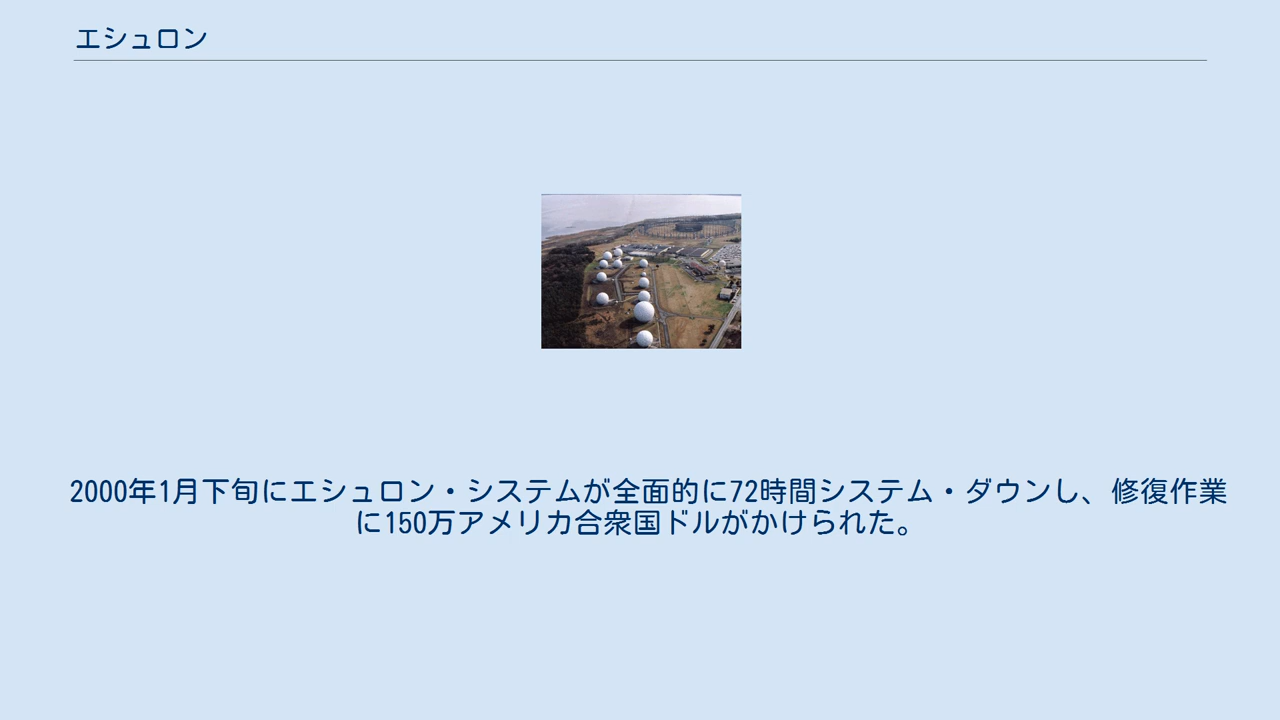 エシュロン
2000年1月下旬にエシュロン・システムが全面的に72時間システム・ダウンし、修復作業
に150万アメリカ合衆国ドルがかけられた。